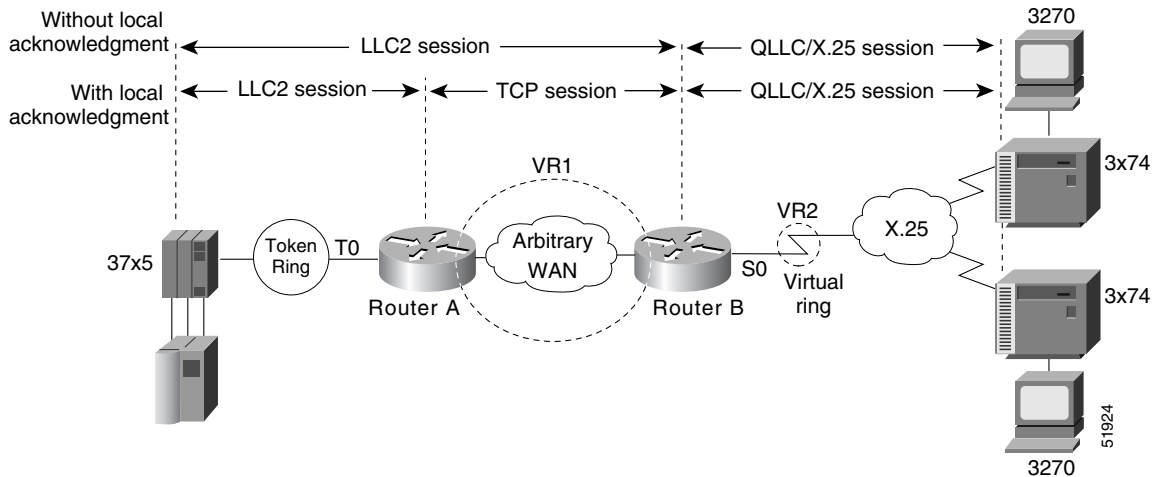 Without local
acknowledgment
LLC2 session
QLLC/X.25 session
3270
With local
acknowledgment
LLC2 session
TCP session
QLLC/X.25 session
VR1
3x74
37x5
Token
Ring
T0
Router A
Arbitrary
WAN
Router B
S0
VR2
Virtual
ring
X.25
3x74
3270
51924